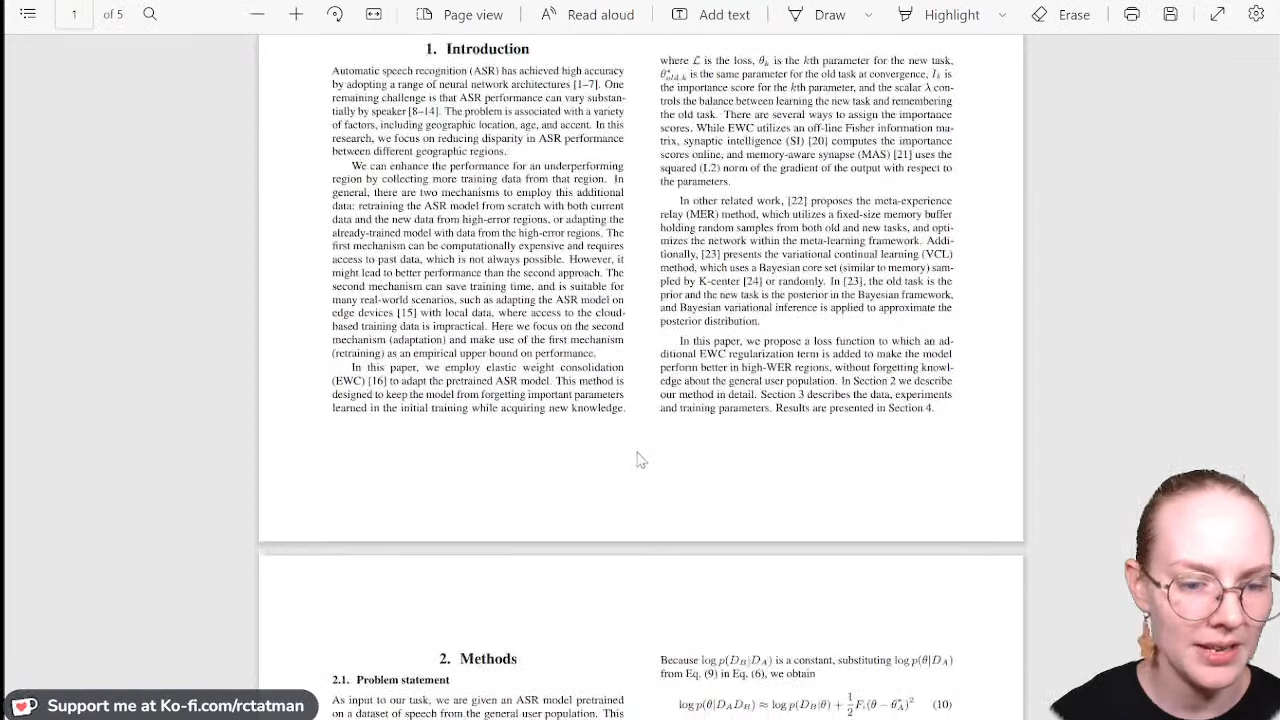 1 of 5 Page view Read aloud Add text Draw Highlight Erase
1. Introduction
Automatic speech recognition (ASR) has achieved high accuracy
by adopting a range of neural network architectures [1–7]. One
remaining challenge is that ASR performance can vary substan-
tially by speaker [8–14]. The problem is associated with a variety
of factors, including geographic location, age, and accent. In this
research, we focus on reducing disparity in ASR performance
between different geographic regions.
We can enhance the performance for an underperforming
region by collecting more training data from that region. In
general, there are two mechanisms to employ this additional
data: retraining the ASR model from scratch with both current
data and the new data from high-error regions, or adapting the
already-trained model with data from the high-error regions. The
first mechanism can be computationally expensive and requires
access to past data, which is not always possible. However, it
might lead to better performance than the second approach. The
second mechanism can save training time, and is suitable for
many real-world scenarios, such as adapting the ASR model on
edge devices [15] with local data, where access to the cloud-
based training data is impractical. Here we focus on the second
mechanism (adaptation) and make use of the first mechanism
(retraining) as an empirical upper bound on performance.
In this paper, we employ elastic weight consolidation
(EWC) [16] to adapt the pretrained ASR model. This method is
designed to keep the model from forgetting important parameters
learned in the initial training while acquiring new knowledge.
where L is the loss, θk is the kth parameter for the new task,
θ*old,k is the same parameter for the old task at convergence, Ik is
the importance score for the kth parameter, and the scalar λ con-
trols the balance between learning the new task and remembering
the old task. There are several ways to assign the importance
scores. While EWC utilizes an off-line Fisher information ma-
trix, synaptic intelligence (SI) [20] computes the importance
scores online, and memory-aware synapse (MAS) [21] uses the
squared (L2) norm of the gradient of the output with respect to
the parameters.
In other related work, [22] proposes the meta-experience
relay (MER) method, which utilizes a fixed-size memory buffer
holding random samples from both old and new tasks, and opti-
mizes the network within the meta-learning framework. Addi-
tionally, [23] presents the variational continual learning (VCL)
method, which uses a Bayesian core set (similar to memory) sam-
pled by K-center [24] or randomly. In [23], the old task is the
prior and the new task is the posterior in the Bayesian framework,
and Bayesian variational inference is applied to approximate the
posterior distribution.
In this paper, we propose a loss function to which an ad-
ditional EWC regularization term is added to make the model
perform better in high-WER regions, without forgetting knowl-
edge about the general user population. In Section 2 we describe
our method in detail. Section 3 describes the data, experiments
and training parameters. Results are presented in Section 4.
2. Methods
2.1. Problem statement
As input to our task, we are given an ASR model pretrained
on a dataset of speech from the general user population. This
Because log p(DB|DA) is a constant, substituting log p(θ|DA)
from Eq. (9) in Eq. (6), we obtain
log p(θ|DADB) ≈ log p(DB|θ) + 1/2 Fi(θ − θ*A)² (10)
Support me at Ko-fi.com/rctatman